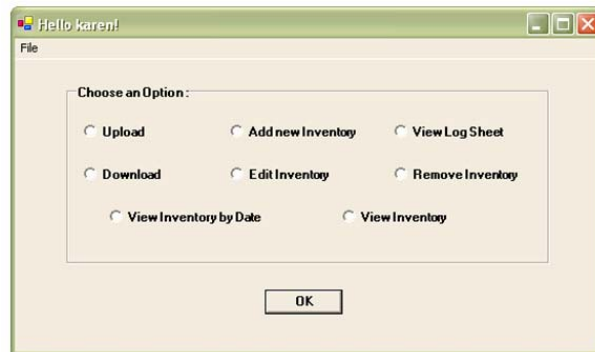 Hello karen!
File
Choose an Option :
Upload Add new Inventory View Log Sheet
Download Edit Inventory Remove Inventory
View Inventory by Date View Inventory
OK